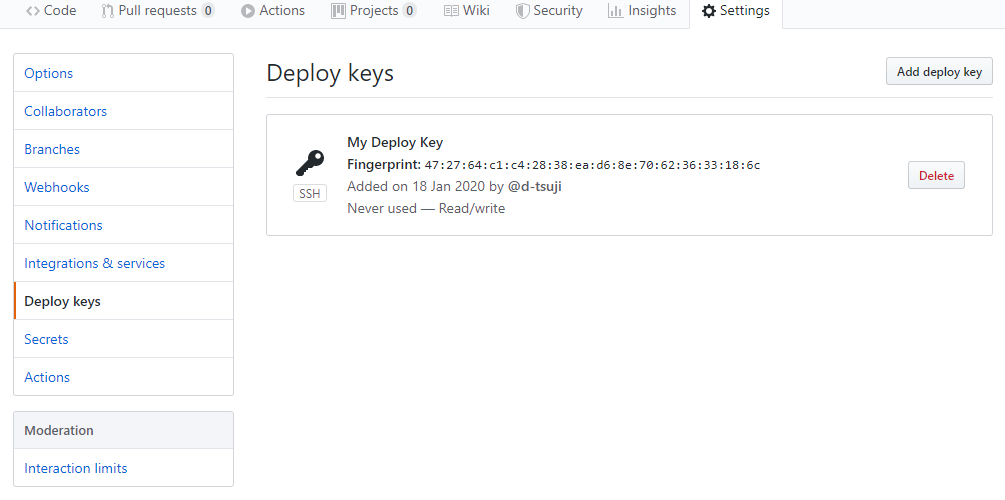 Code Pull requests 0 Actions Projects 0 Wiki Security Insights Settings
Options
Collaborators
Branches
Webhooks
Notifications
Integrations & services
Deploy keys
Secrets
Actions
Moderation
Interaction limits
Deploy keys
Add deploy key
My Deploy Key
Fingerprint: 47:27:64:c1:c4:28:38:ea:d6:8e:70:62:36:33:18:6c
SSH
Added on 18 Jan 2020 by @d-tsuji
Never used — Read/write
Delete